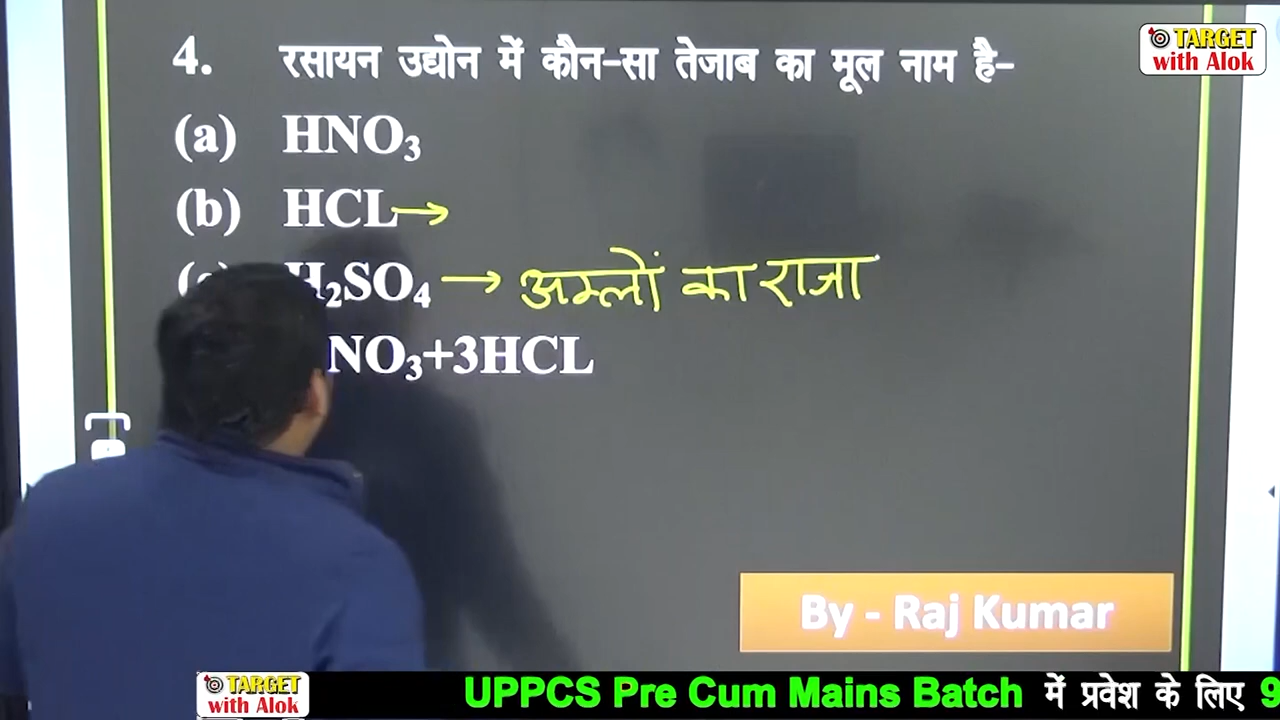 4. रसायन उद्योन में कौन-सा तेजाब का मूल नाम है-
TARGET
with Alok
(a) HNO₃
(b) HCL→
H₂SO₄ → अम्लों का राजा
NO₃+3HCL
By - Raj Kumar
TARGET
with Alok
UPPCS Pre Cum Mains Batch में प्रवेश के लिए 9